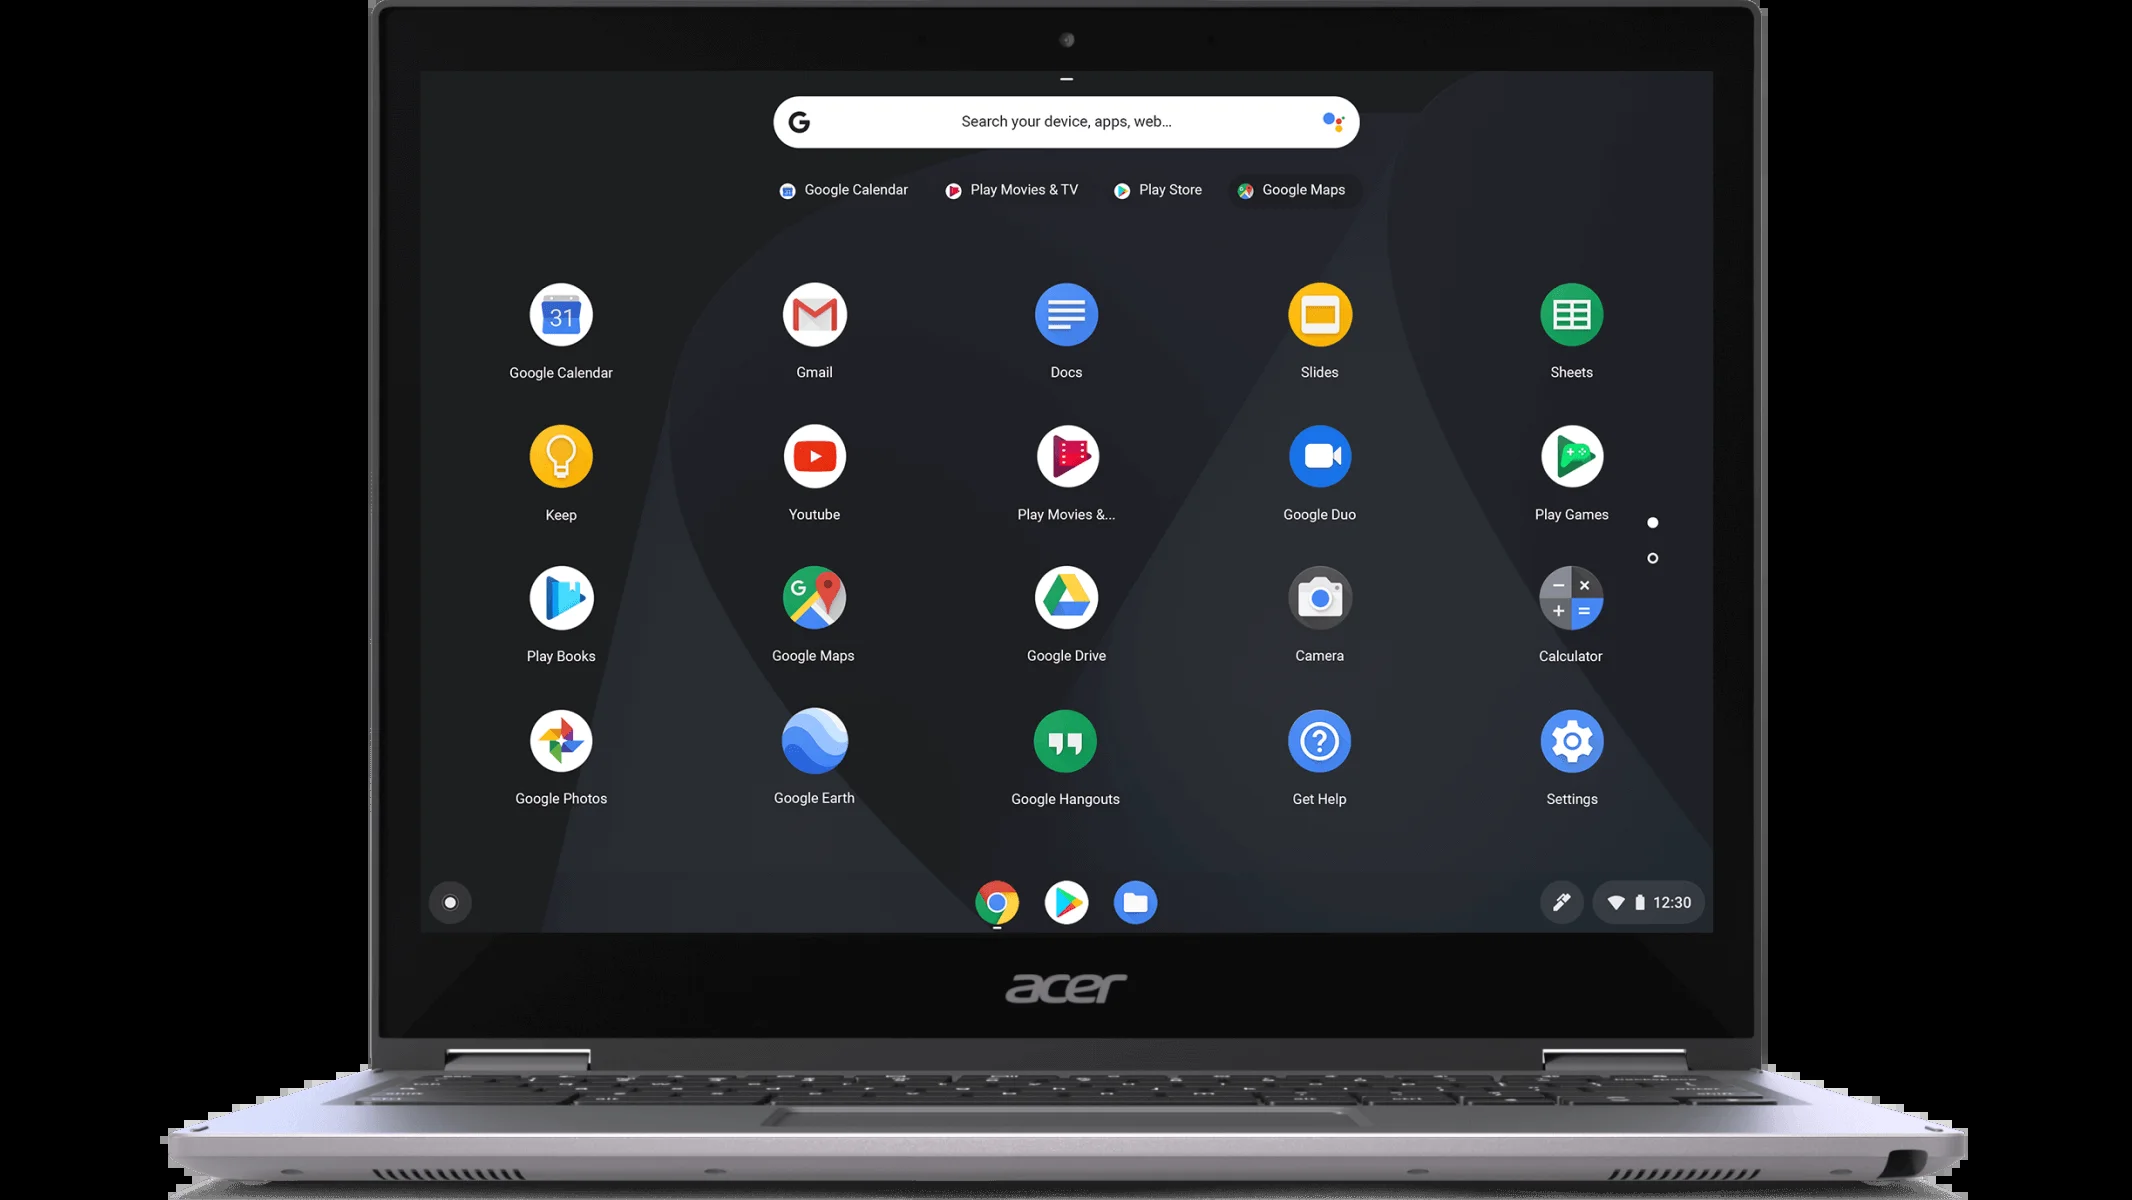 Search your device, apps, web...
Google Calendar Play Movies & TV Play Store Google Maps
31
Google Calendar Gmail Docs Slides Sheets
Keep Youtube Play Movies &... Google Duo Play Games
Play Books Google Maps Google Drive Camera Calculator
Google Photos Google Earth Google Hangouts Get Help Settings
12:30
acer